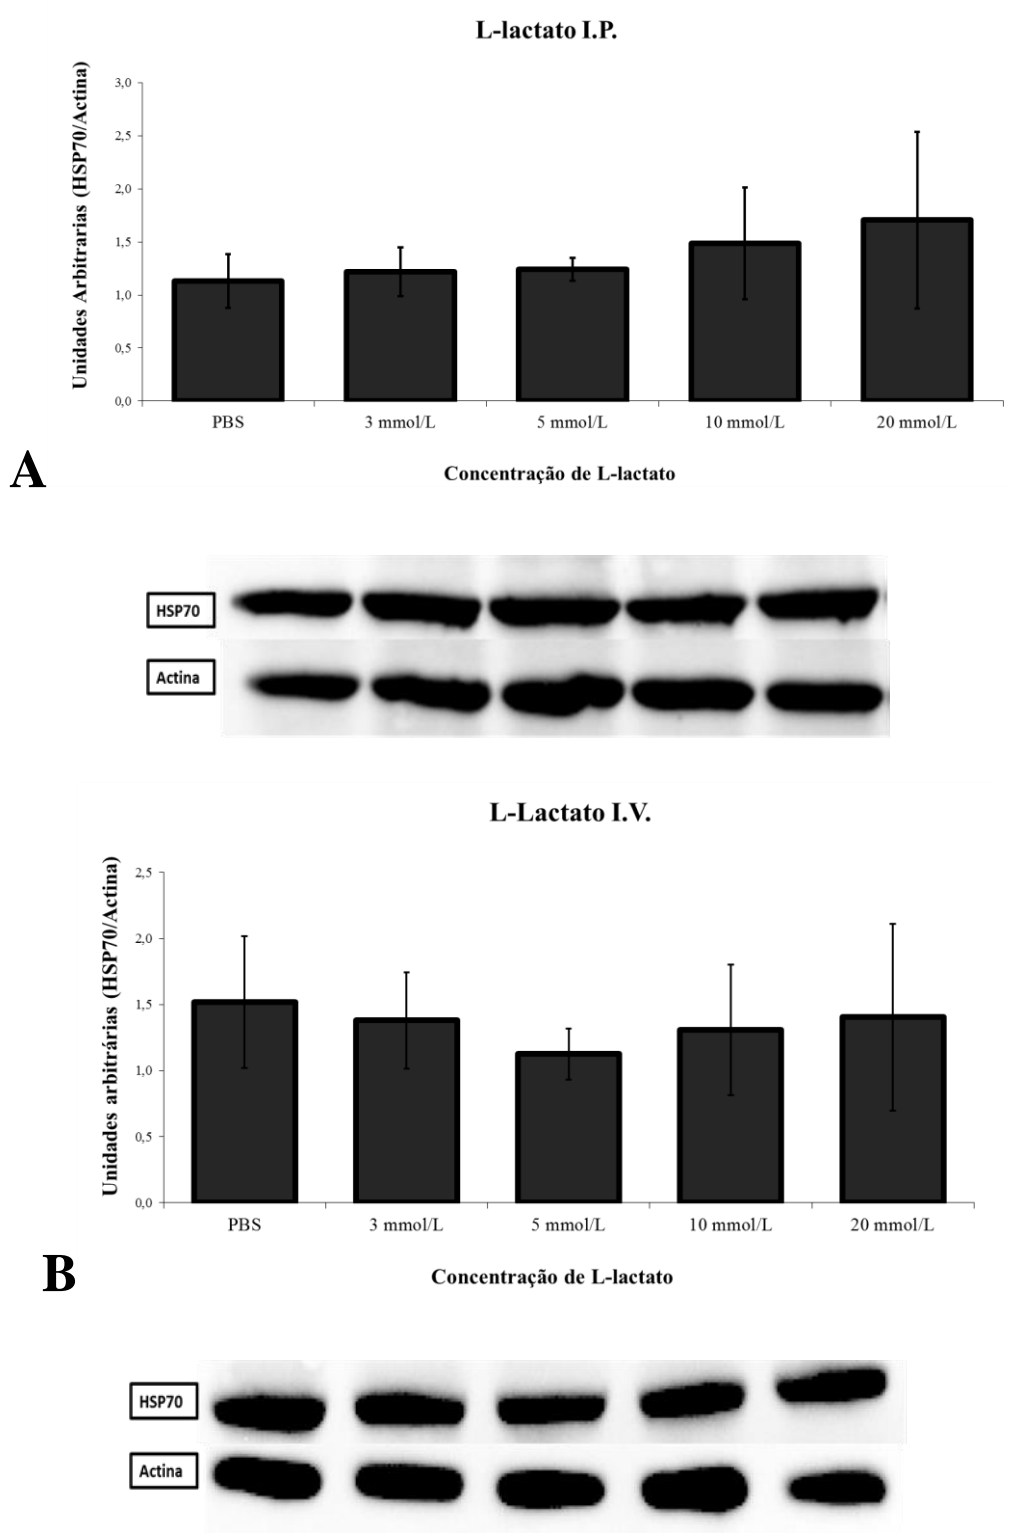 L-lactato I.P.
Unidades Arbitrarias (HSP70/Actina)
3,0
2,5
2,0
1,5
1,0
0,5
0,0
PBS 3 mmol/L 5 mmol/L 10 mmol/L 20 mmol/L
A
Concentração de L-lactato
HSP70
Actina
L-Lactato I.V.
Unidades arbitrárias (HSP70/Actina)
2,5
2,0
1,5
1,0
0,5
0,0
PBS 3 mmol/L 5 mmol/L 10 mmol/L 20 mmol/L
B
Concentração de L-lactato
HSP70
Actina